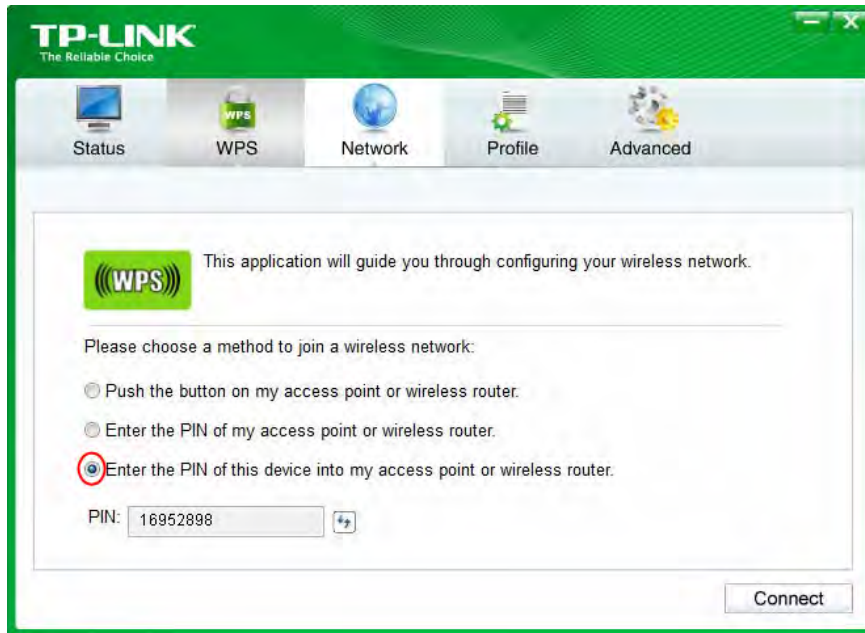 TP-LINK
The Reliable Choice
Status WPS Network Profile Advanced
WPS
(((WPS)))
This application will guide you through configuring your wireless network.
Please choose a method to join a wireless network:
Push the button on my access point or wireless router.
Enter the PIN of my access point or wireless router.
Enter the PIN of this device into my access point or wireless router.
PIN: 16952898
Connect